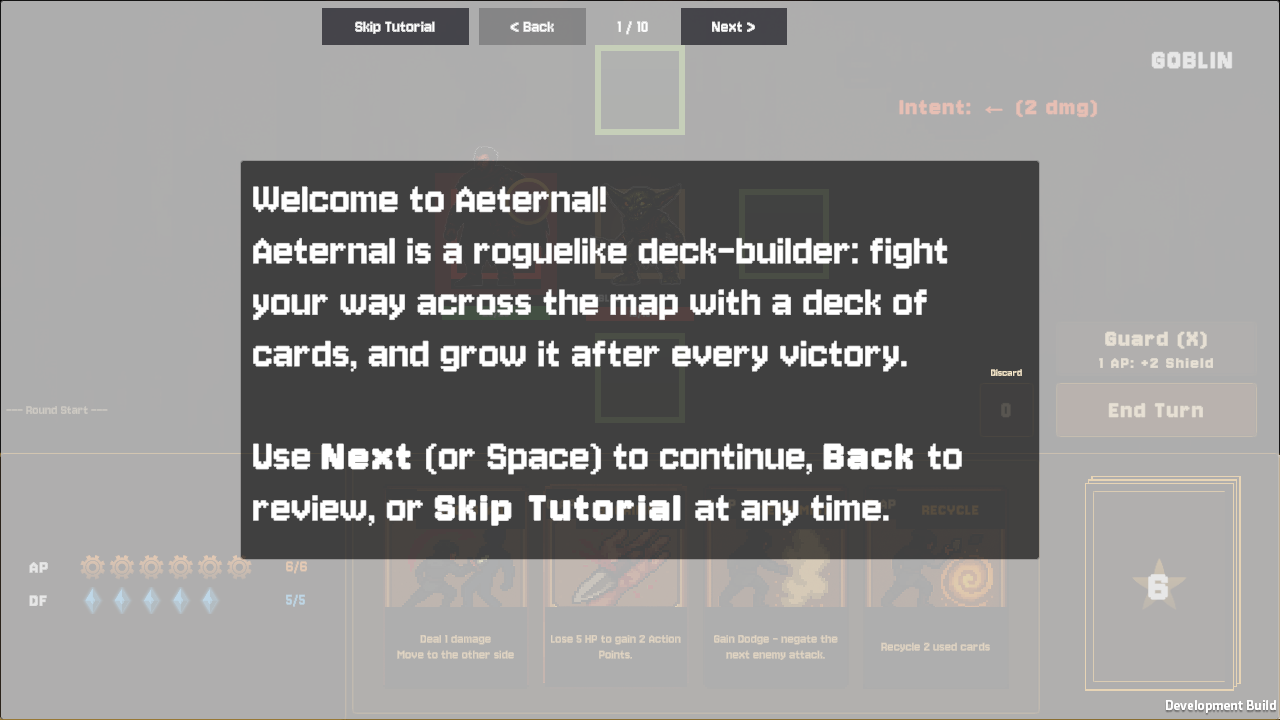 Skip Tutorial
< Back
1 / 10
Next >
GOBLIN
Intent: ← (2 dmg)
Welcome to Aeternal!
Aeternal is a roguelike deck-builder: fight
your way across the map with a deck of
cards, and grow it after every victory.
Use Next (or Space) to continue, Back to
review, or Skip Tutorial at any time.
Guard (X)
1 AP: +2 Shield
Discard
0
End Turn
--- Round Start ---
AP
6/6
DF
5/5
RECYCLE
Deal 1 damage
Move to the other side
Lose 5 HP to gain 2 Action
Points.
Gain Dodge - negate the
next enemy attack.
Recycle 2 used cards
6
Development Build